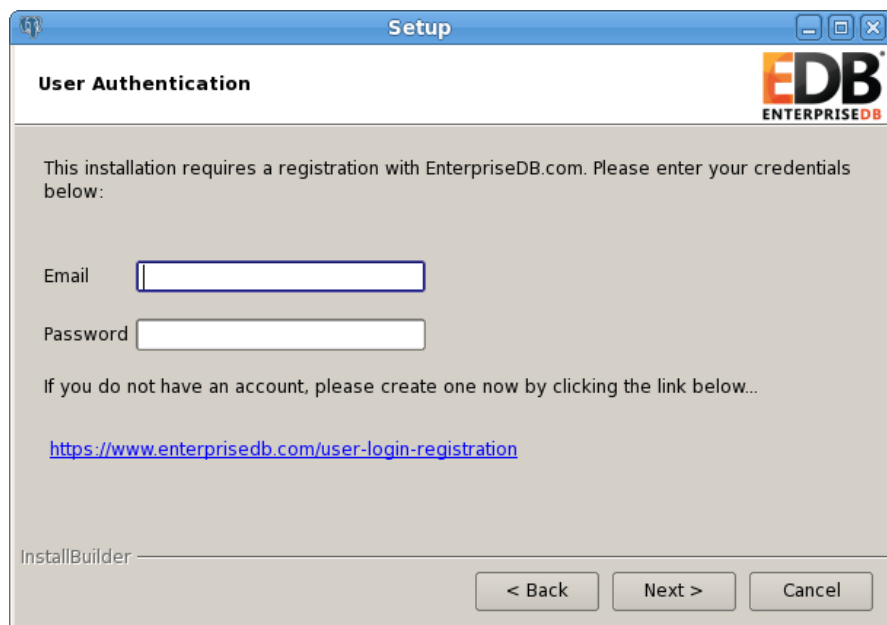 Setup
User Authentication
EDB
ENTERPRISEDB
This installation requires a registration with EnterpriseDB.com. Please enter your credentials
below:
Email
Password
If you do not have an account, please create one now by clicking the link below...
https://www.enterprisedb.com/user-login-registration
InstallBuilder
< Back
Next >
Cancel